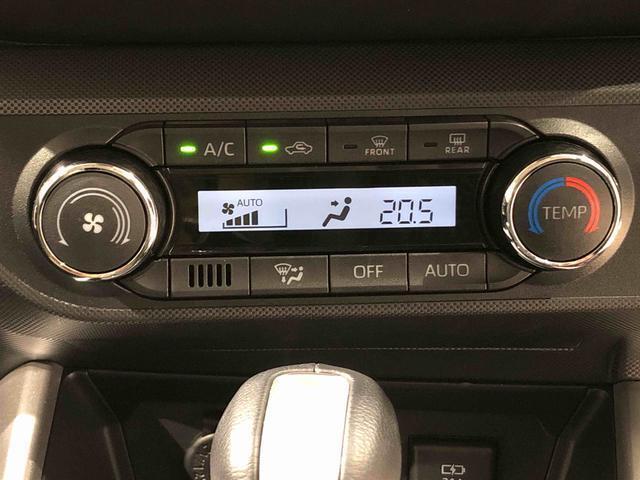 A/C
FRONT
REAR
AUTO
20.5
TEMP
OFF
AUTO